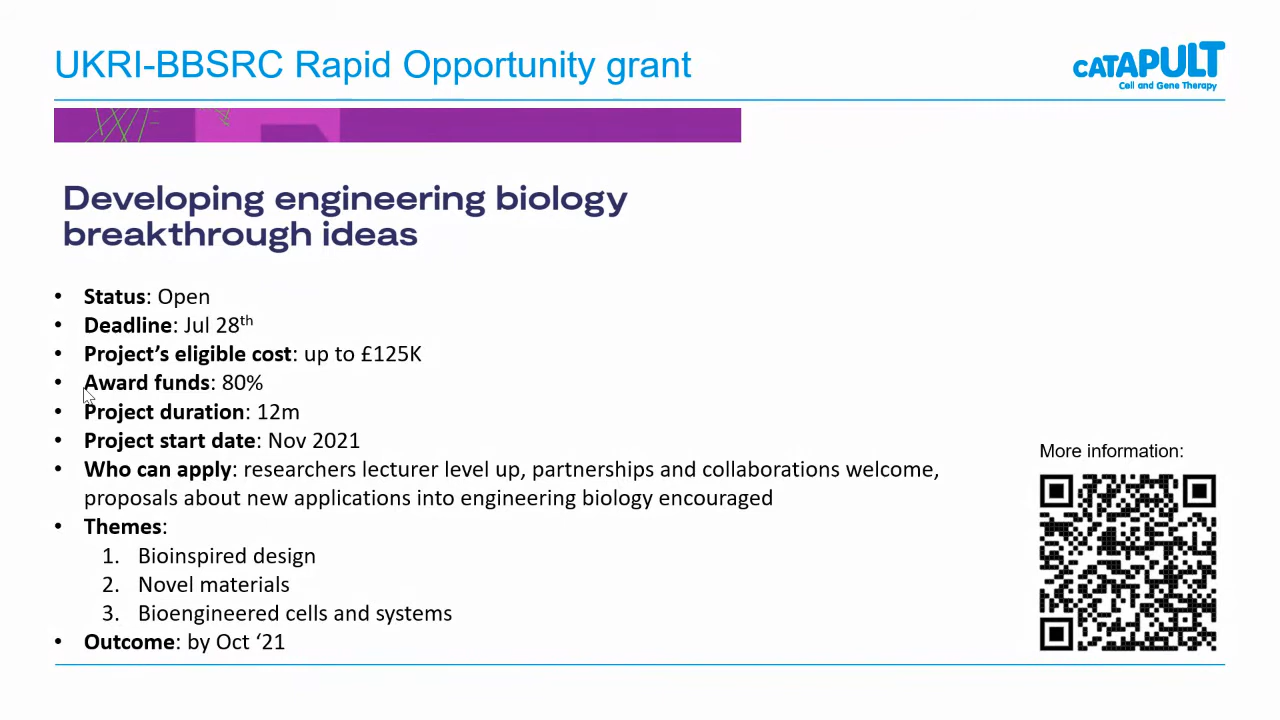 UKRI-BBSRC Rapid Opportunity grant
CATAPULT
Cell and Gene Therapy
Developing engineering biology
breakthrough ideas
• Status: Open
• Deadline: Jul 28th
• Project’s eligible cost: up to £125K
• Award funds: 80%
• Project duration: 12m
• Project start date: Nov 2021
• Who can apply: researchers lecturer level up, partnerships and collaborations welcome,
proposals about new applications into engineering biology encouraged
• Themes:
1. Bioinspired design
2. Novel materials
3. Bioengineered cells and systems
• Outcome: by Oct ‘21
More information: